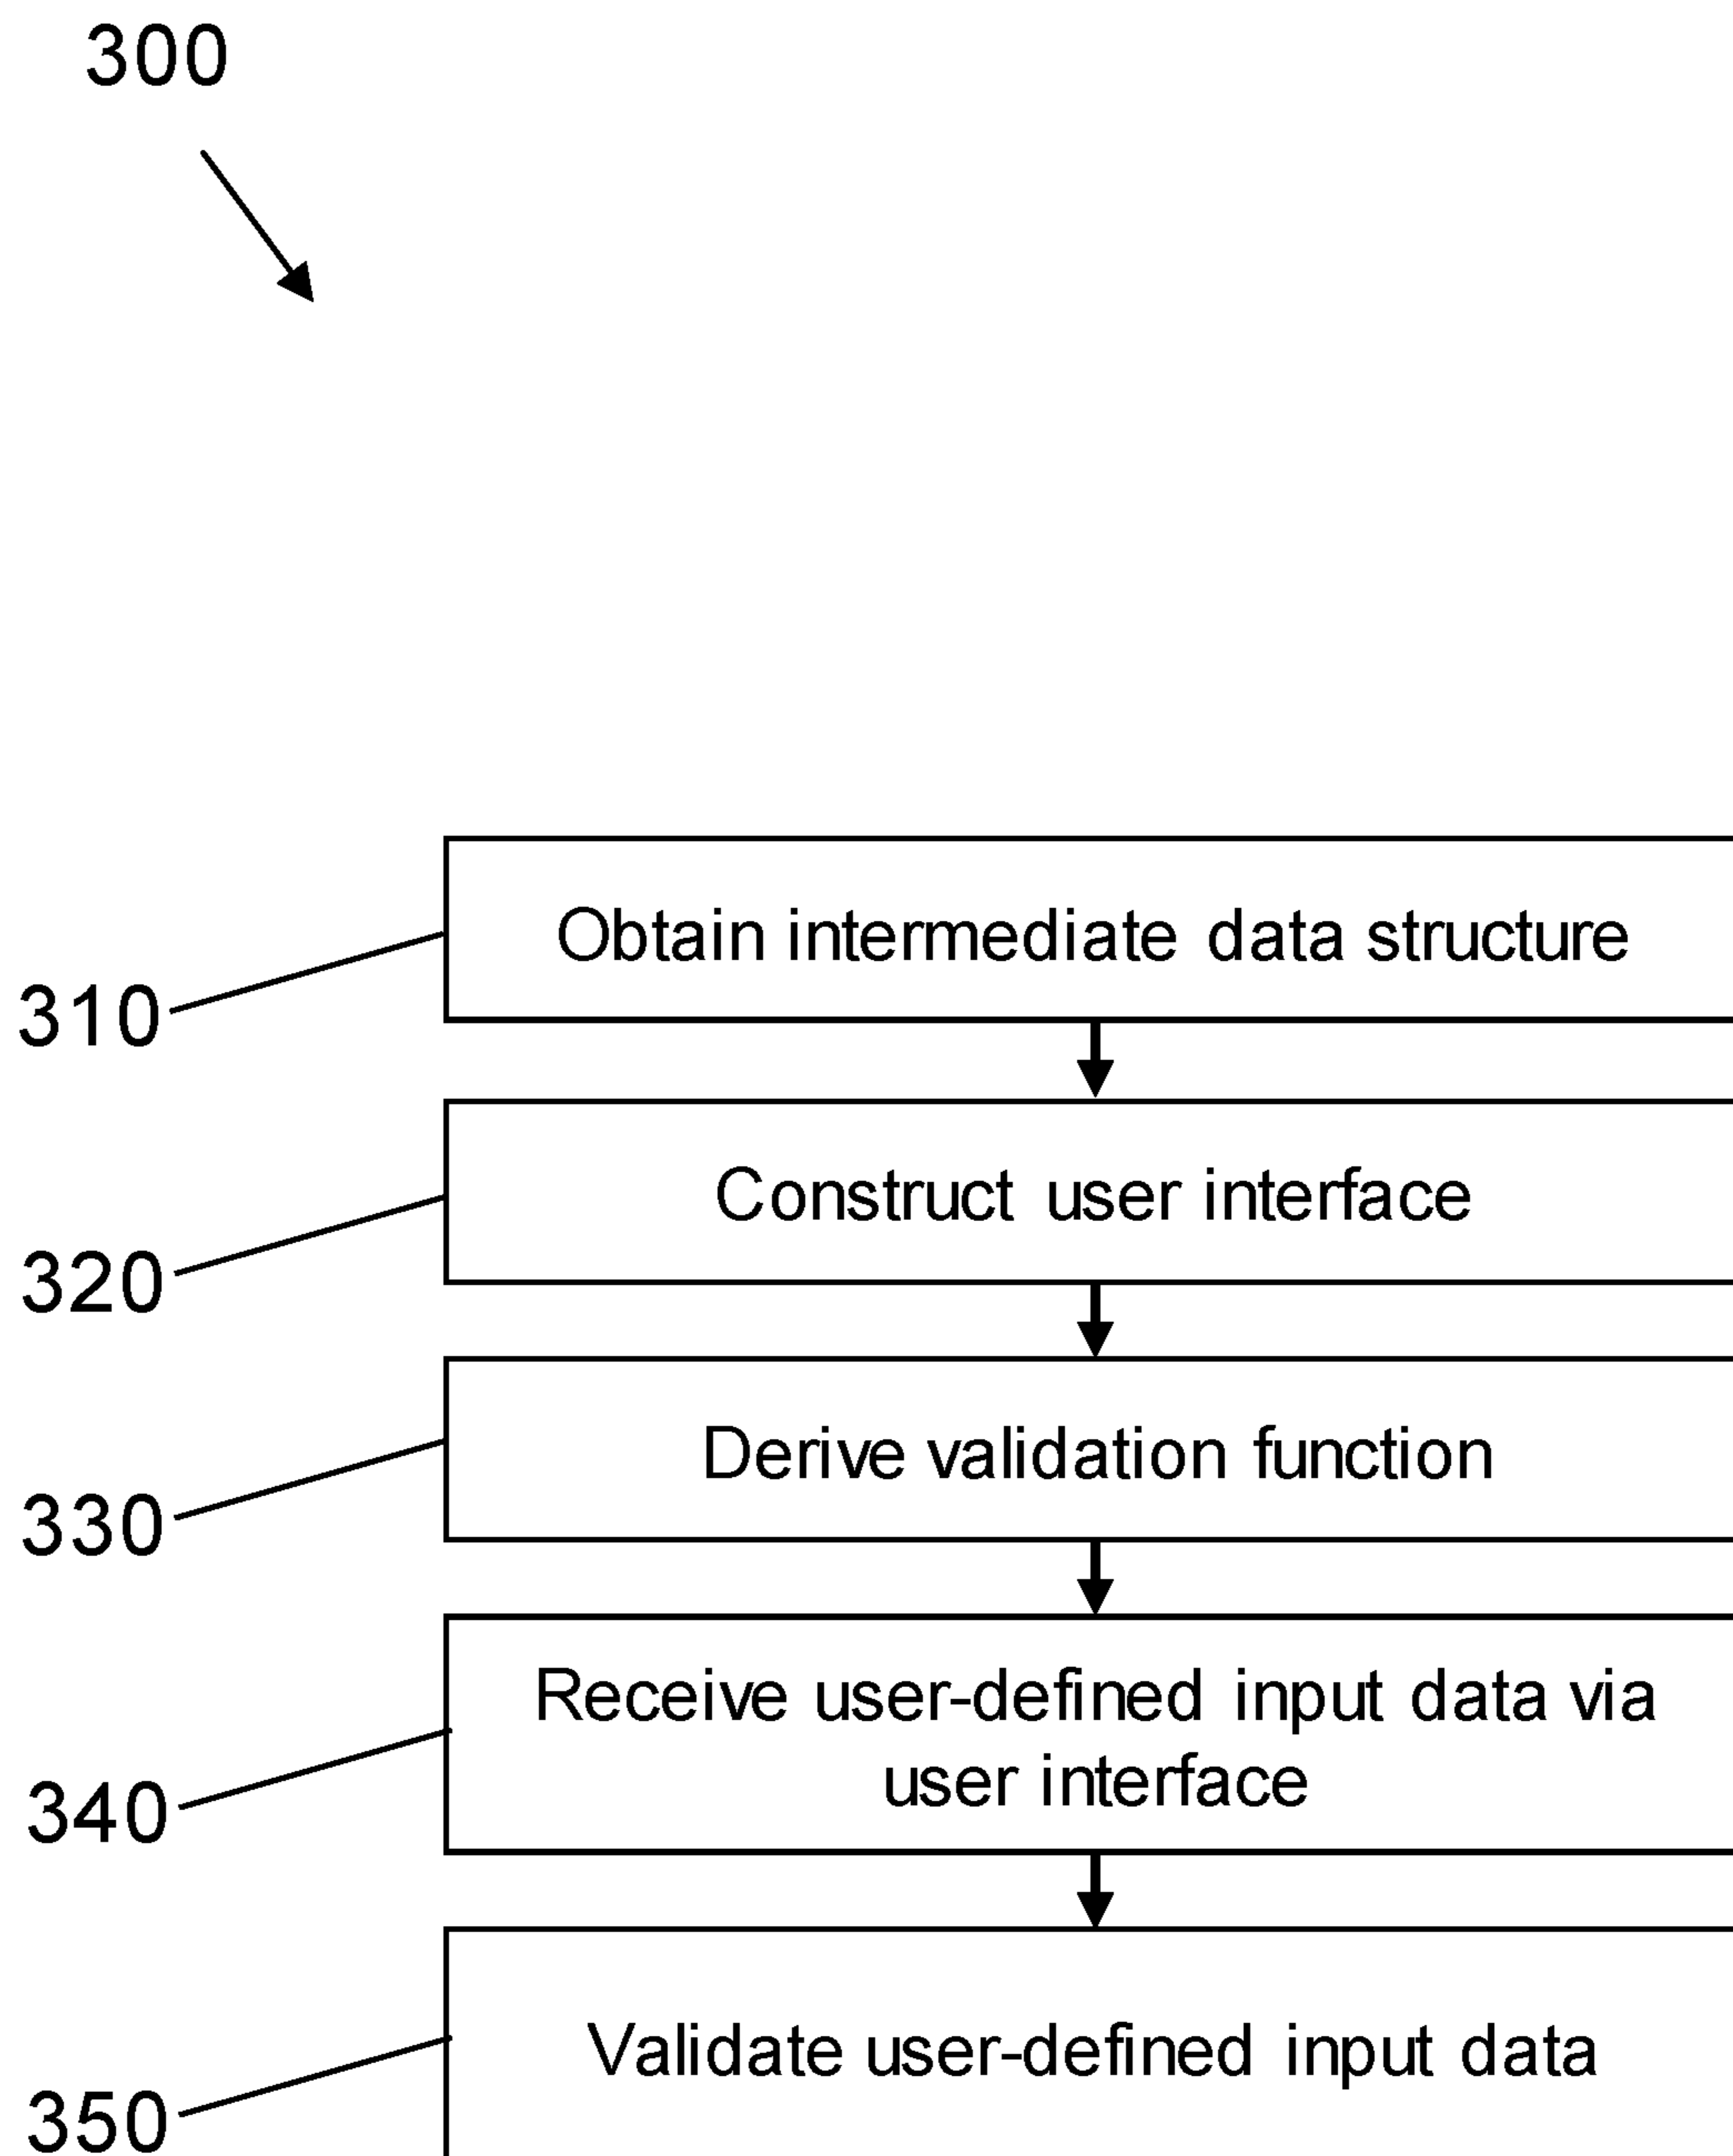 300
Obtain intermediate data structure
310
Construct user interface
320
Derive validation function
330
Receive user-defined input data via
user interface
340
Validate user-defined input data
350